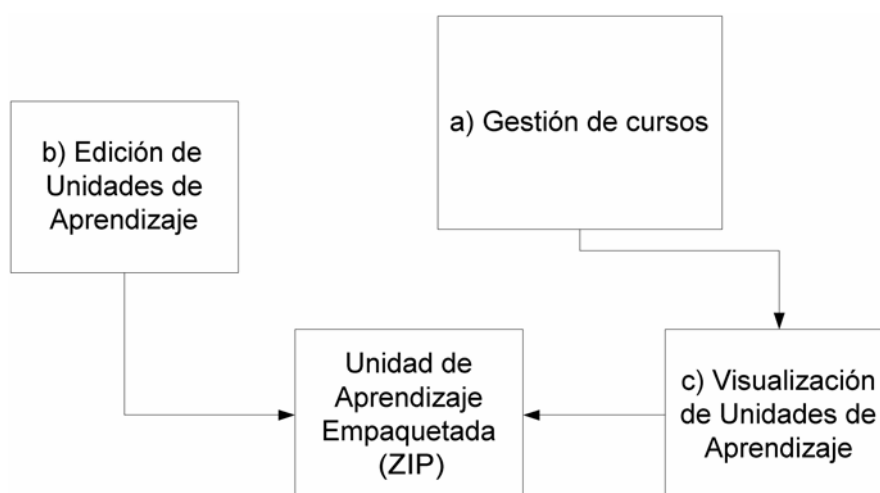 a) Gestión de cursos
b) Edición de
Unidades de
Aprendizaje
Unidad de
Aprendizaje
Empaquetada
(ZIP)
c) Visualización
de Unidades de
Aprendizaje